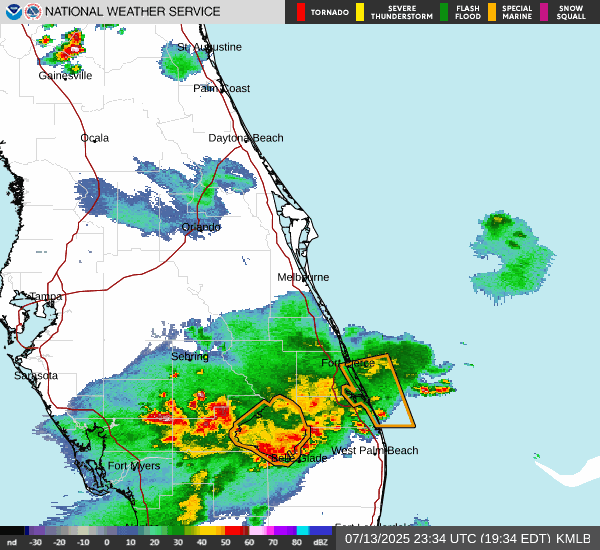 NATIONAL WEATHER SERVICE
TORNADO
SEVERE
THUNDERSTORM
FLASH
FLOOD
SPECIAL
MARINE
SNOW
SQUALL
St. Augustine
Gainesville
Palm Coast
Ocala
Daytona Beach
Orlando
Melbourne
Tampa
Sebring
Fort Pierce
Sarasota
West Palm Beach
Belle Glade
Fort Myers
Fort Lauderdale
nd -30 -20 -10 0 10 20 30 40 50 60 70 80 dBZ
07/13/2025 23:34 UTC (19:34 EDT) KMLB